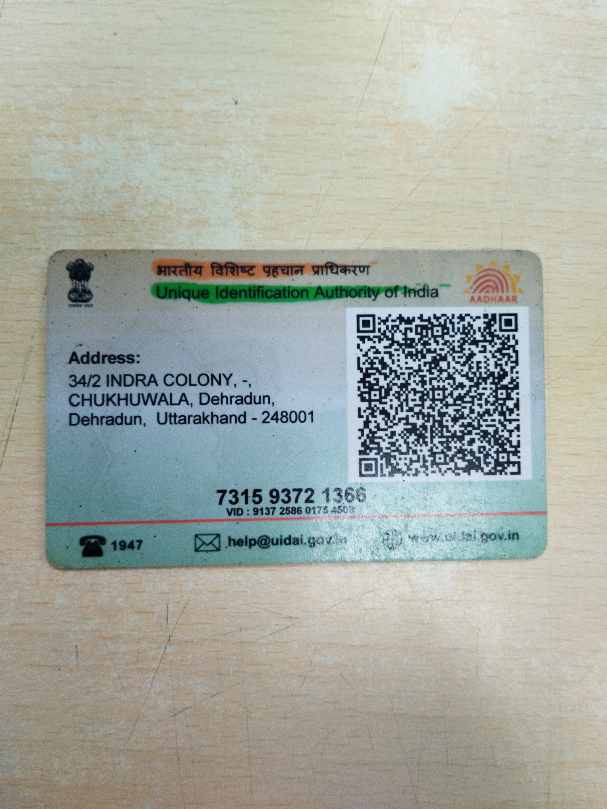 भारतीय विशिष्ट पहचान प्राधिकरण
Unique Identification Authority of India
AADHAAR
Address:
34/2 INDRA COLONY, -,
CHUKHUWALA, Dehradun,
Dehradun, Uttarakhand - 248001
7315 9372 1366
VID : 9137 2586 0175
1947 help@uidai.gov.in www.uidai.gov.in